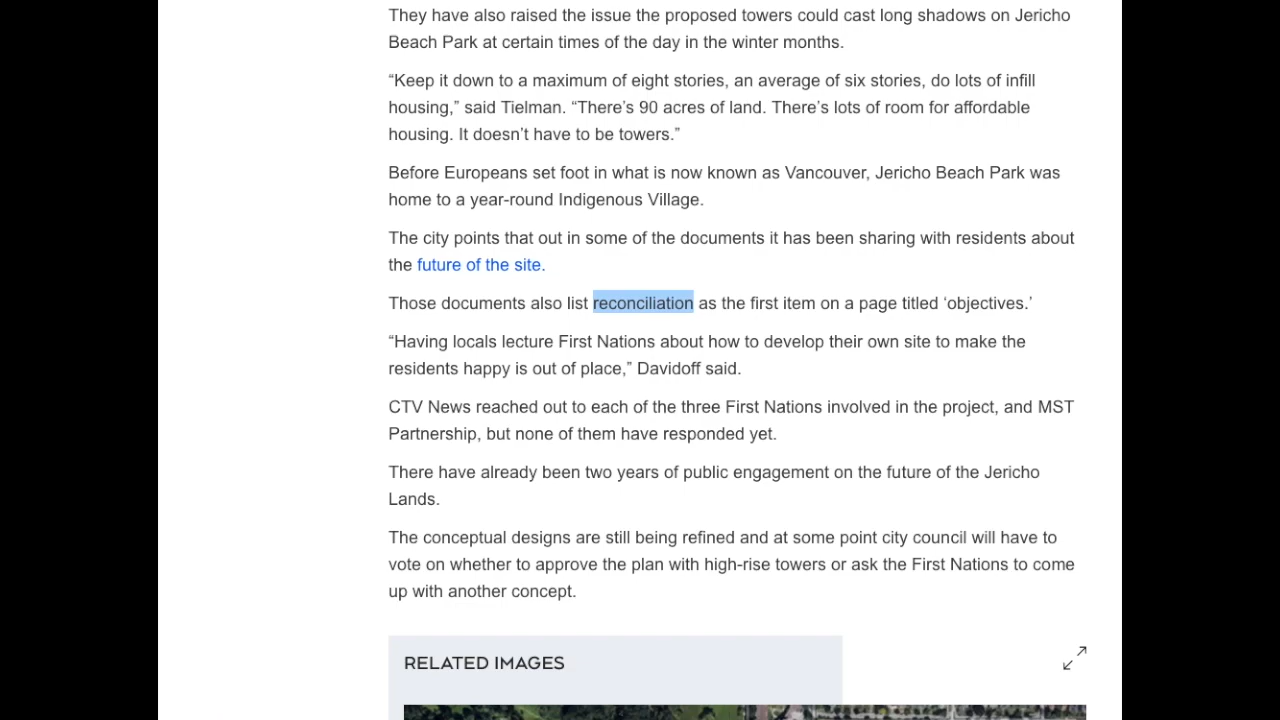 They have also raised the issue the proposed towers could cast long shadows on Jericho
Beach Park at certain times of the day in the winter months.
“Keep it down to a maximum of eight stories, an average of six stories, do lots of infill
housing,” said Tielman. “There’s 90 acres of land. There’s lots of room for affordable
housing. It doesn’t have to be towers.”
Before Europeans set foot in what is now known as Vancouver, Jericho Beach Park was
home to a year-round Indigenous Village.
The city points that out in some of the documents it has been sharing with residents about
the future of the site.
Those documents also list reconciliation as the first item on a page titled ‘objectives.’
“Having locals lecture First Nations about how to develop their own site to make the
residents happy is out of place,” Davidoff said.
CTV News reached out to each of the three First Nations involved in the project, and MST
Partnership, but none of them have responded yet.
There have already been two years of public engagement on the future of the Jericho
Lands.
The conceptual designs are still being refined and at some point city council will have to
vote on whether to approve the plan with high-rise towers or ask the First Nations to come
up with another concept.
RELATED IMAGES